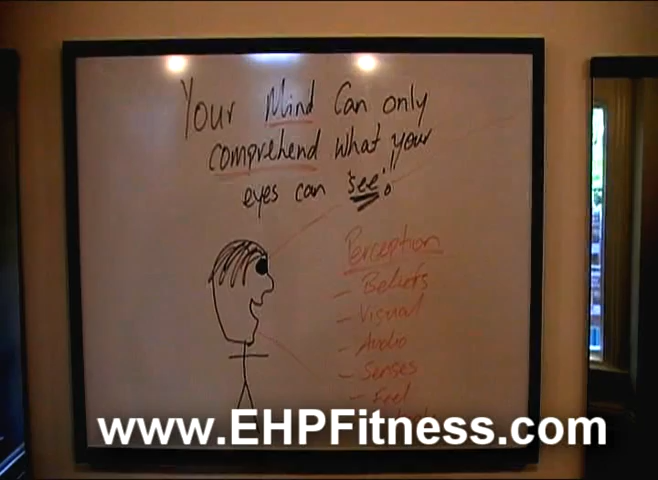 Your Mind Can only
comprehend what your
eyes can 'see'!!
Perception
- Beliefs
- Visual
- Audio
- Senses
- Feel
www.EHPFitness.com